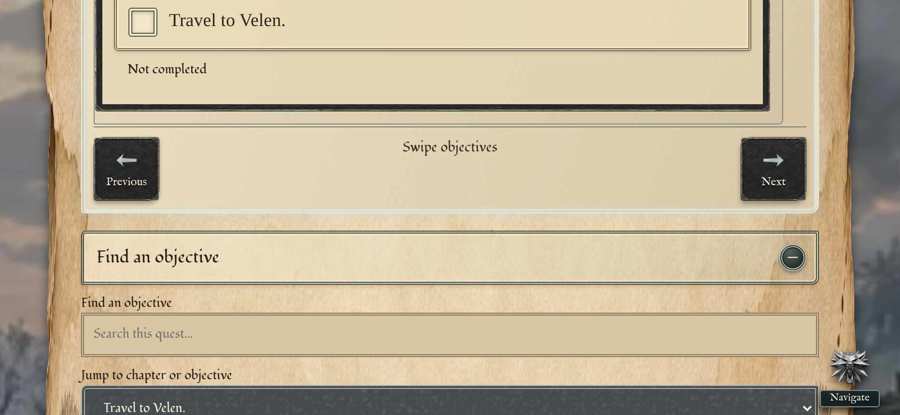 Travel to Velen.
Not completed
Swipe objectives
Previous
Next
Find an objective
Find an objective
Search this quest...
Jump to chapter or objective
Travel to Velen.
Navigate